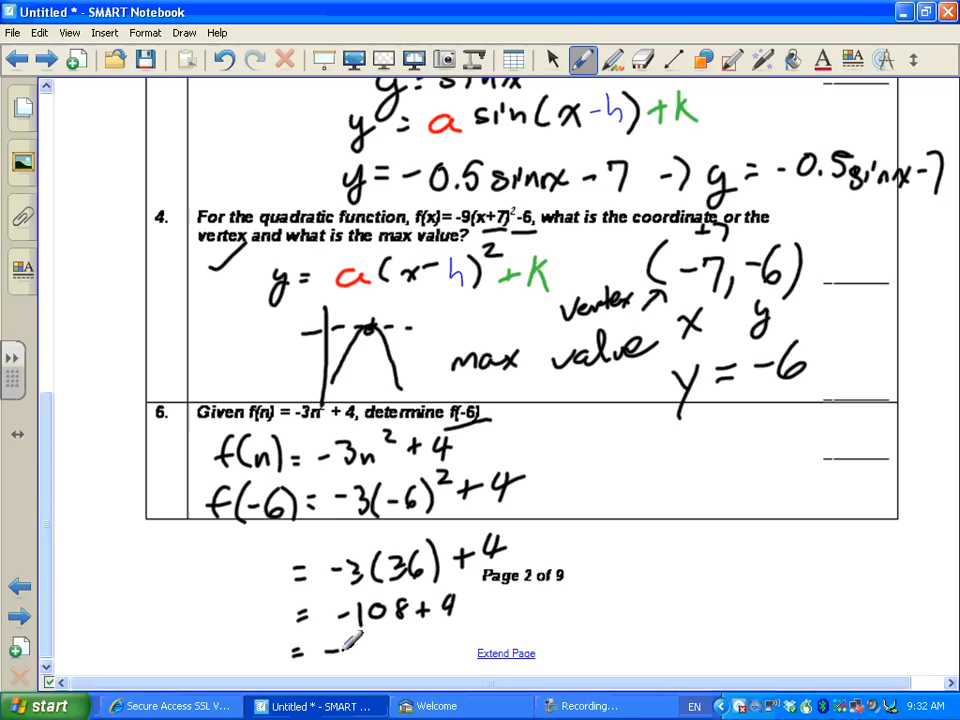 Untitled * - SMART Notebook
File Edit View Insert Format Draw Help
y = sinx
y = a sin(x-h)+k
y = -0.5 sinx - 7 -> y = -0.5 sinx - 7
4. For the quadratic function, f(x)= -9(x+7)²-6, what is the coordinate or the
vertex and what is the max value?
+7
y = a(x-h)²+k (-7, -6)
vertex x y
max value y = -6
6. Given f(n) = -3n² + 4, determine f(-6)
f(n) = -3n² + 4
f(-6) = -3(-6)² + 4
= -3(36) + 4
Page 2 of 9
= -108 + 4
= -
Extend Page
start Secure Access SSL V... Untitled * - SMART ... Welcome Recording... EN 9:32 AM